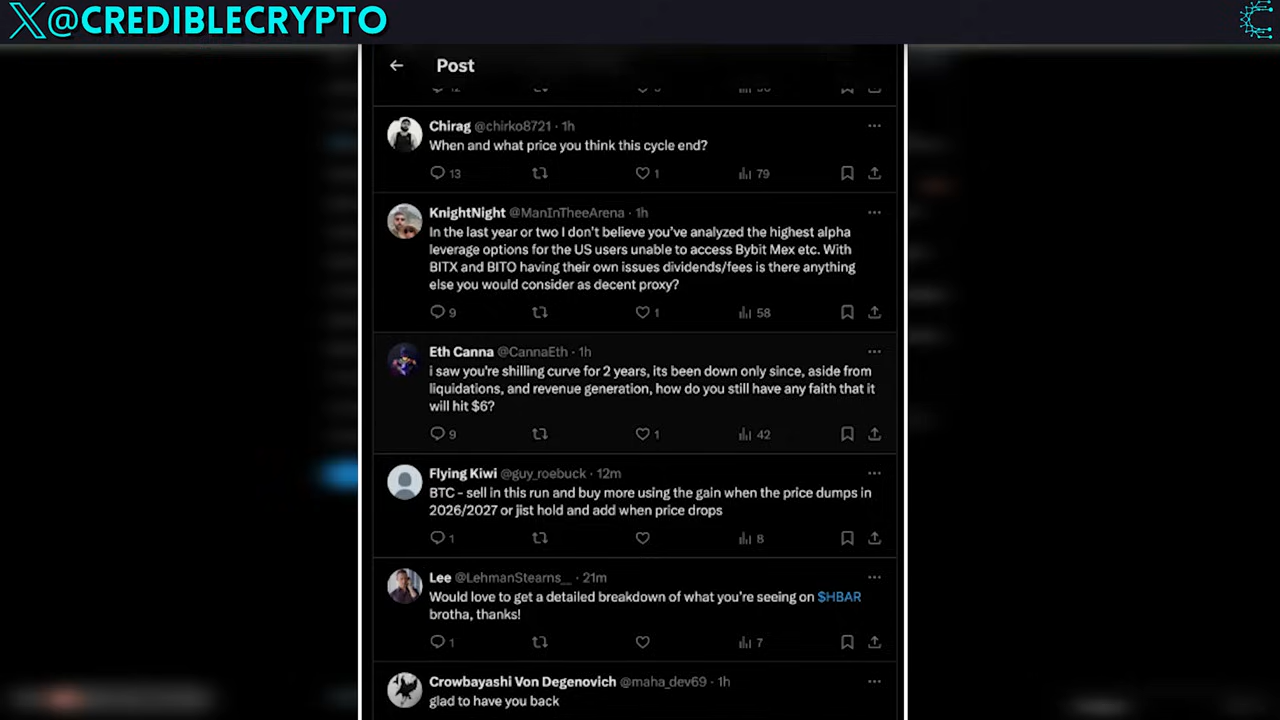 X@CREDIBLECRYPTO
Post
Chirag @chirko8721 · 1h
When and what price you think this cycle end?
13 1 79
KnightNight @ManInTheeArena · 1h
In the last year or two I don't believe you've analyzed the highest alpha
leverage options for the US users unable to access Bybit Mex etc. With
BITX and BITO having their own issues dividends/fees is there anything
else you would consider as decent proxy?
9 1 58
Eth Canna @CannaEth · 1h
i saw you're shilling curve for 2 years, its been down only since, aside from
liquidations, and revenue generation, how do you still have any faith that it
will hit $6?
9 1 42
Flying Kiwi @guy_roebuck · 12m
BTC - sell in this run and buy more using the gain when the price dumps in
2026/2027 or jist hold and add when price drops
1 8
Lee @LehmanStearns__ · 21m
Would love to get a detailed breakdown of what you're seeing on $HBAR
brotha, thanks!
1 7
Crowbayashi Von Degenovich @maha_dev69 · 1h
glad to have you back